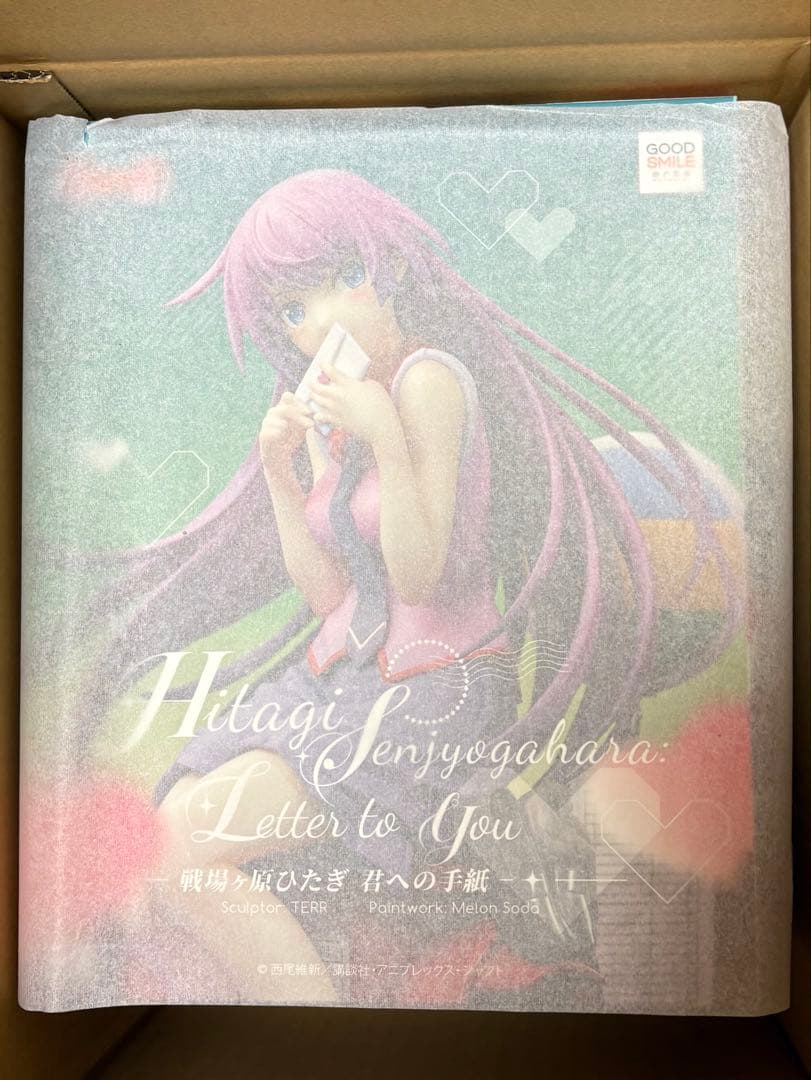 GOOD
SMILE
Hitagi
Senjyogahara:
Letter to You
戦場ヶ原ひたぎ 君への手紙
Sculptor: TERR Paintwork: Melon Soda
© 西尾維新／講談社・アニプレックス・シャフト